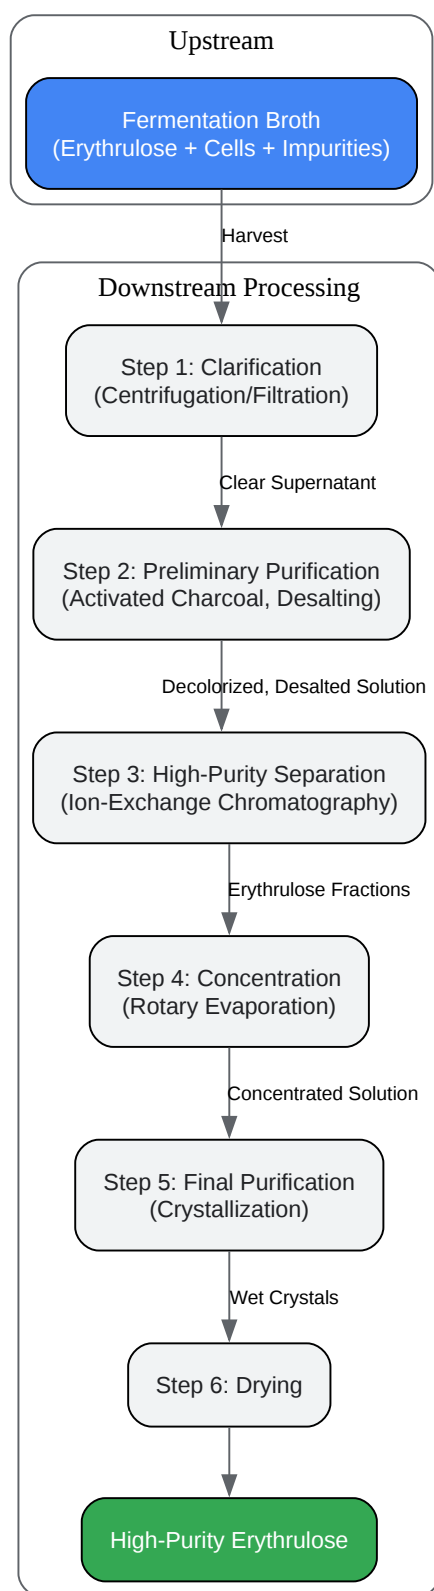 Upstream
Fermentation Broth
(Erythrulose + Cells + Impurities)
Harvest
Downstream Processing
Step 1: Clarification
(Centrifugation/Filtration)
Clear Supernatant
Step 2: Preliminary Purification
(Activated Charcoal, Desalting)
Decolorized, Desalted Solution
Step 3: High-Purity Separation
(Ion-Exchange Chromatography)
Erythrulose Fractions
Step 4: Concentration
(Rotary Evaporation)
Concentrated Solution
Step 5: Final Purification
(Crystallization)
Wet Crystals
Step 6: Drying
High-Purity Erythrulose